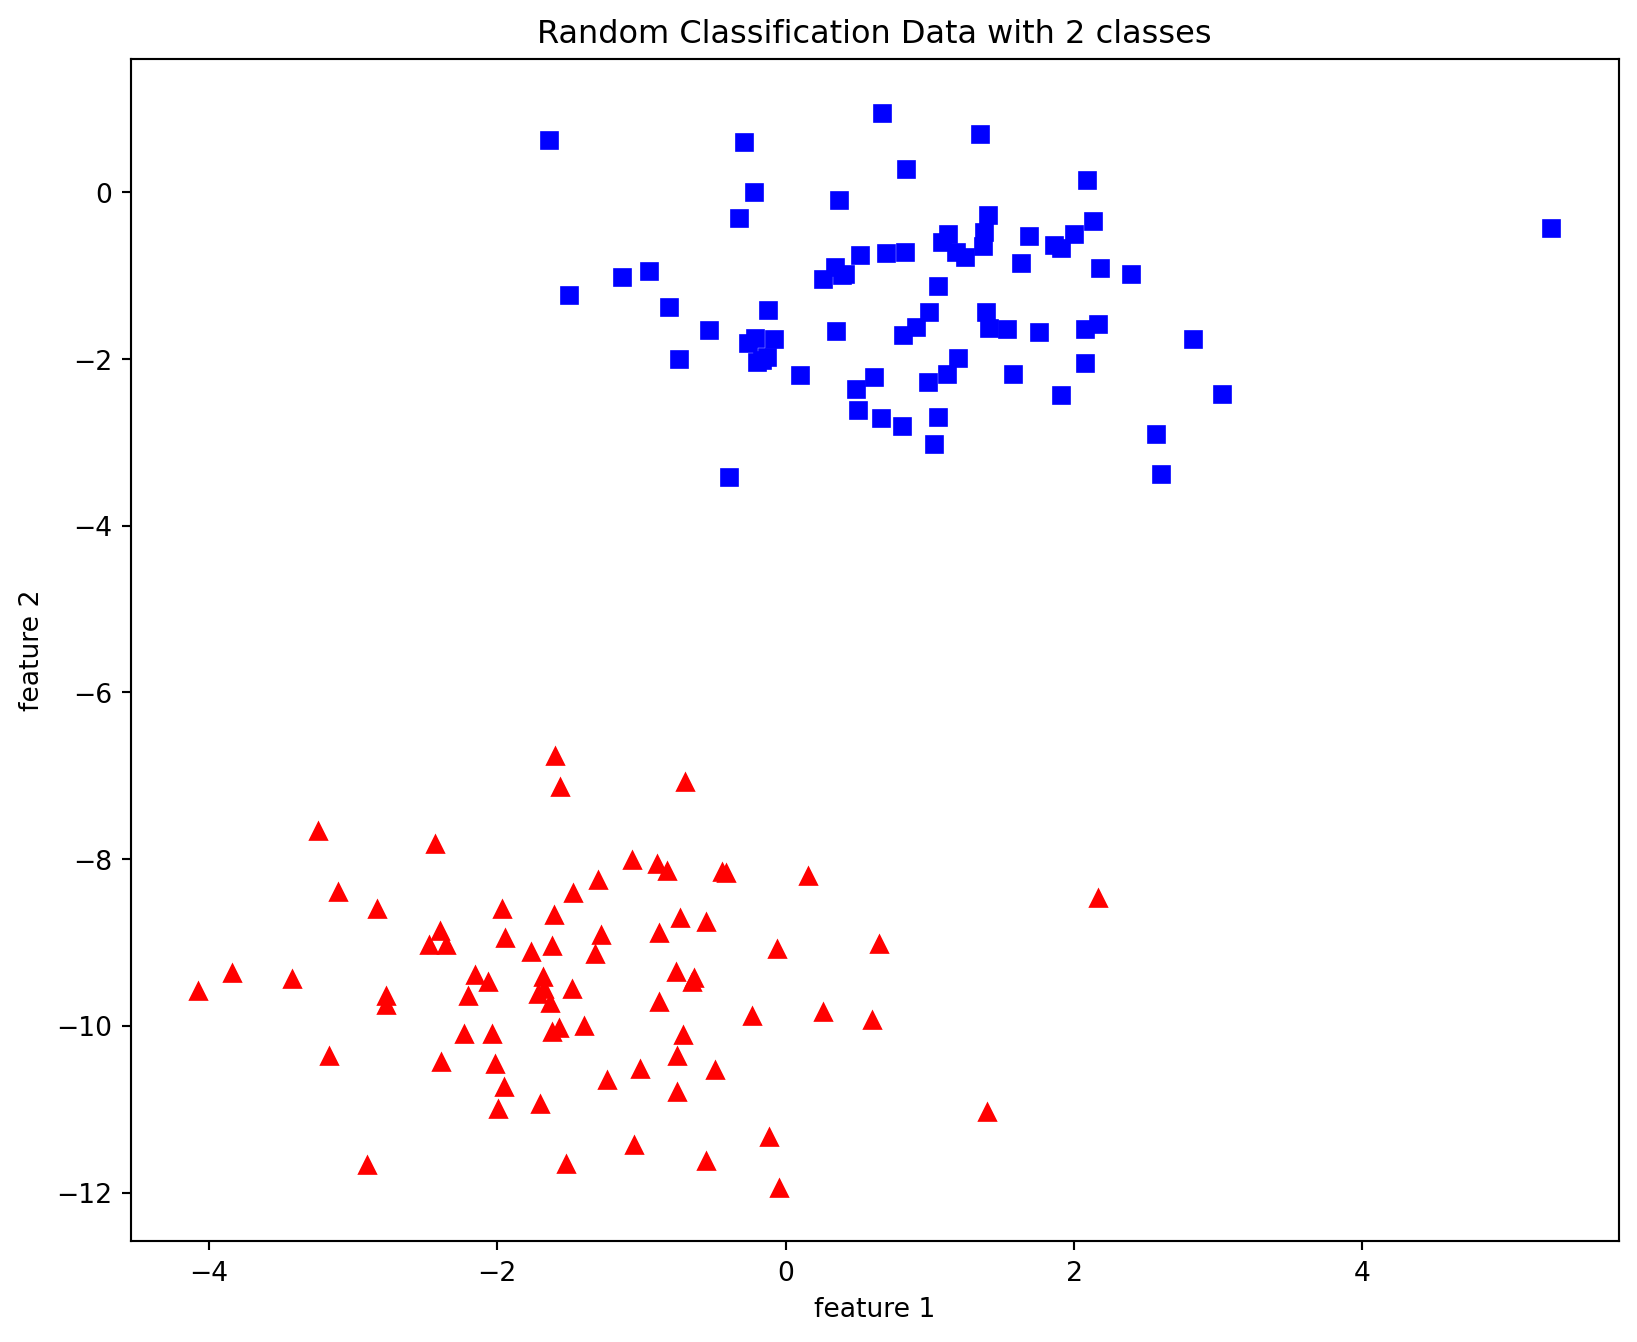 Random Classification Data with 2 classes
0
−2
−4
−6
−8
−10
−12
feature 2
−4 −2 0 2 4
feature 1